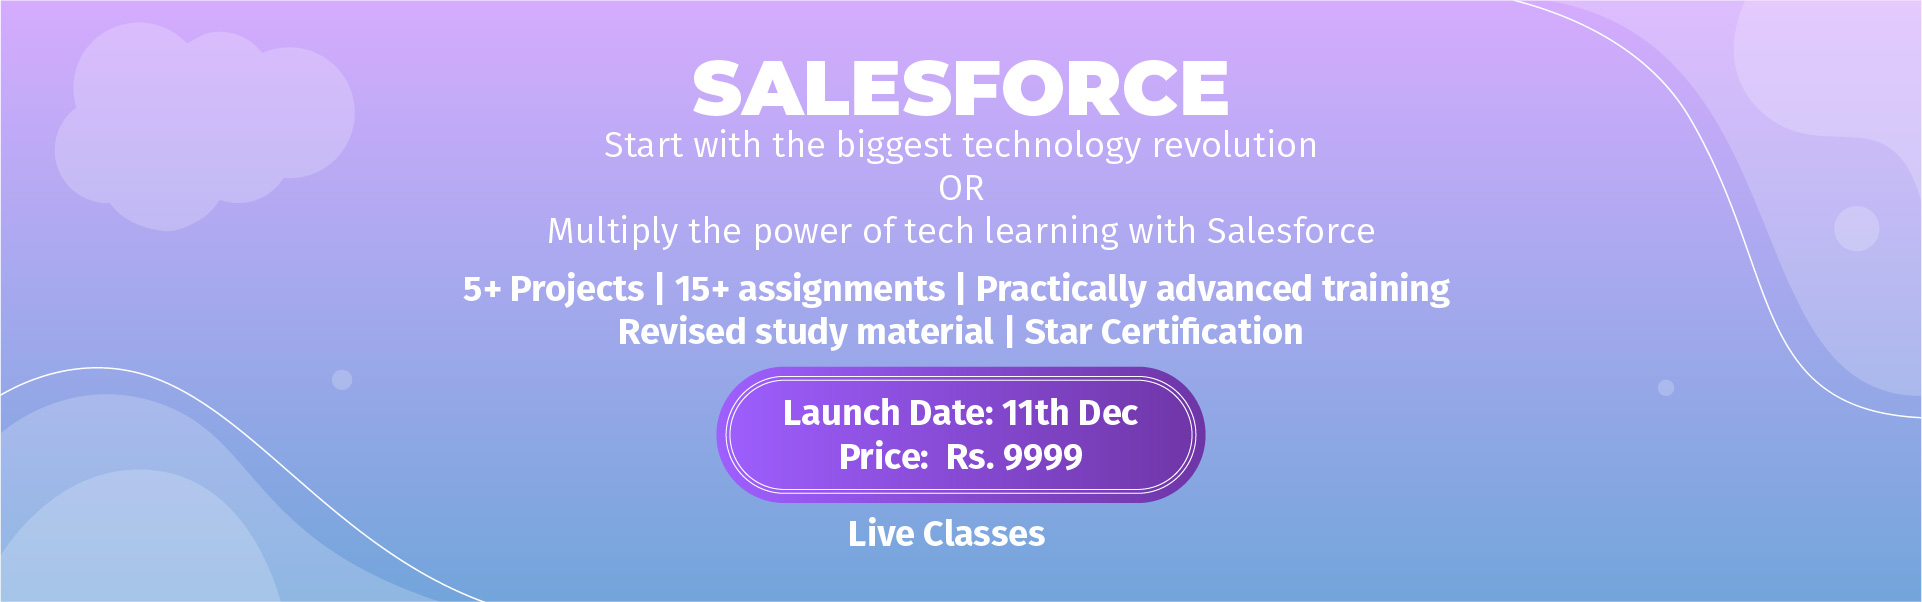 SALESFORCE
Start with the biggest technology revolution
OR
Multiply the power of tech learning with Salesforce
5+ Projects | 15+ assignments | Practically advanced training
Revised study material | Star Certification
Launch Date: 11th Dec
Price:  Rs. 9999
Live Classes